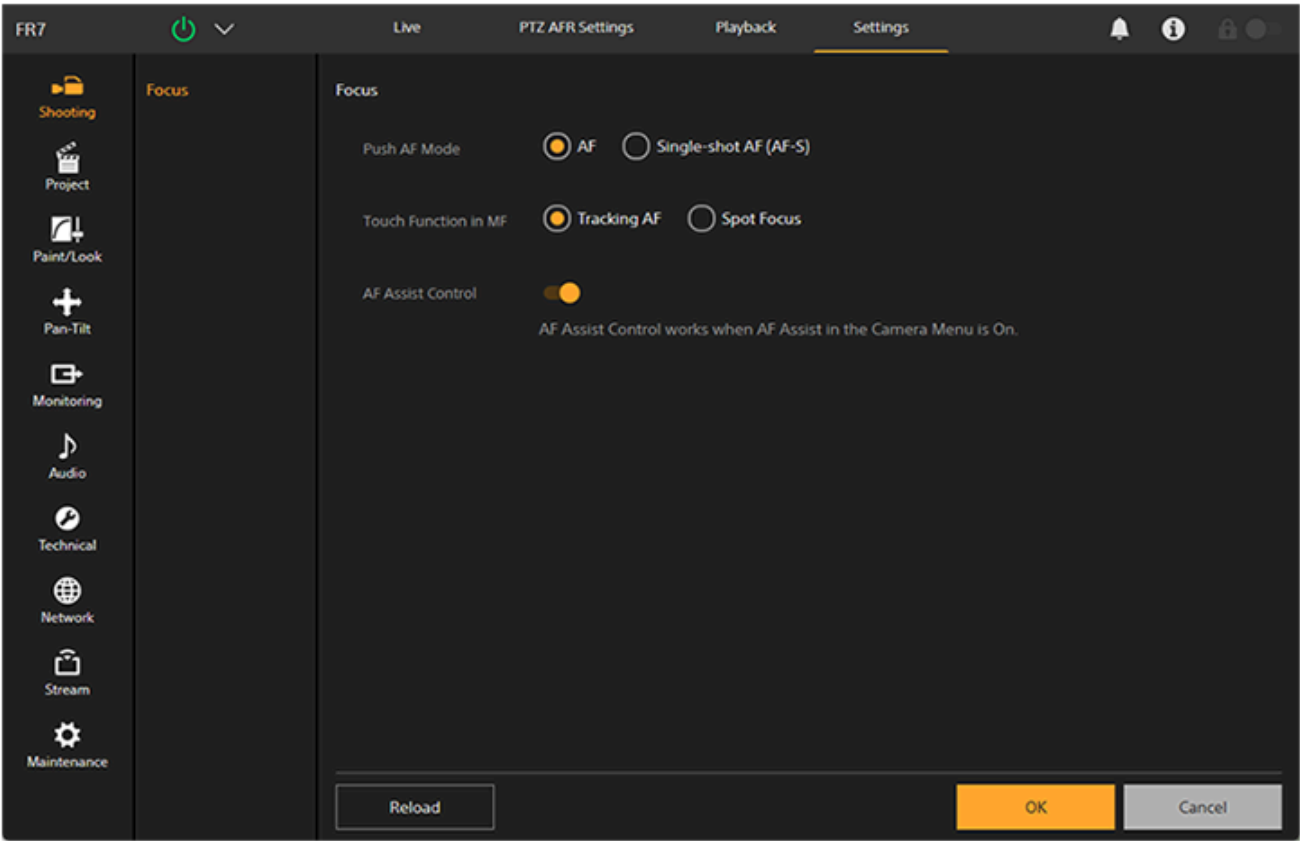 FR7
Live
PTZ AFR Settings
Playback
Settings
Shooting
Project
Paint/Look
Pan-Tilt
Monitoring
Audio
Technical
Network
Stream
Maintenance
Focus
Focus
Push AF Mode
AF
Single-shot AF (AF-S)
Touch Function in MF
Tracking AF
Spot Focus
AF Assist Control
AF Assist Control works when AF Assist in the Camera Menu is On.
Reload
OK
Cancel